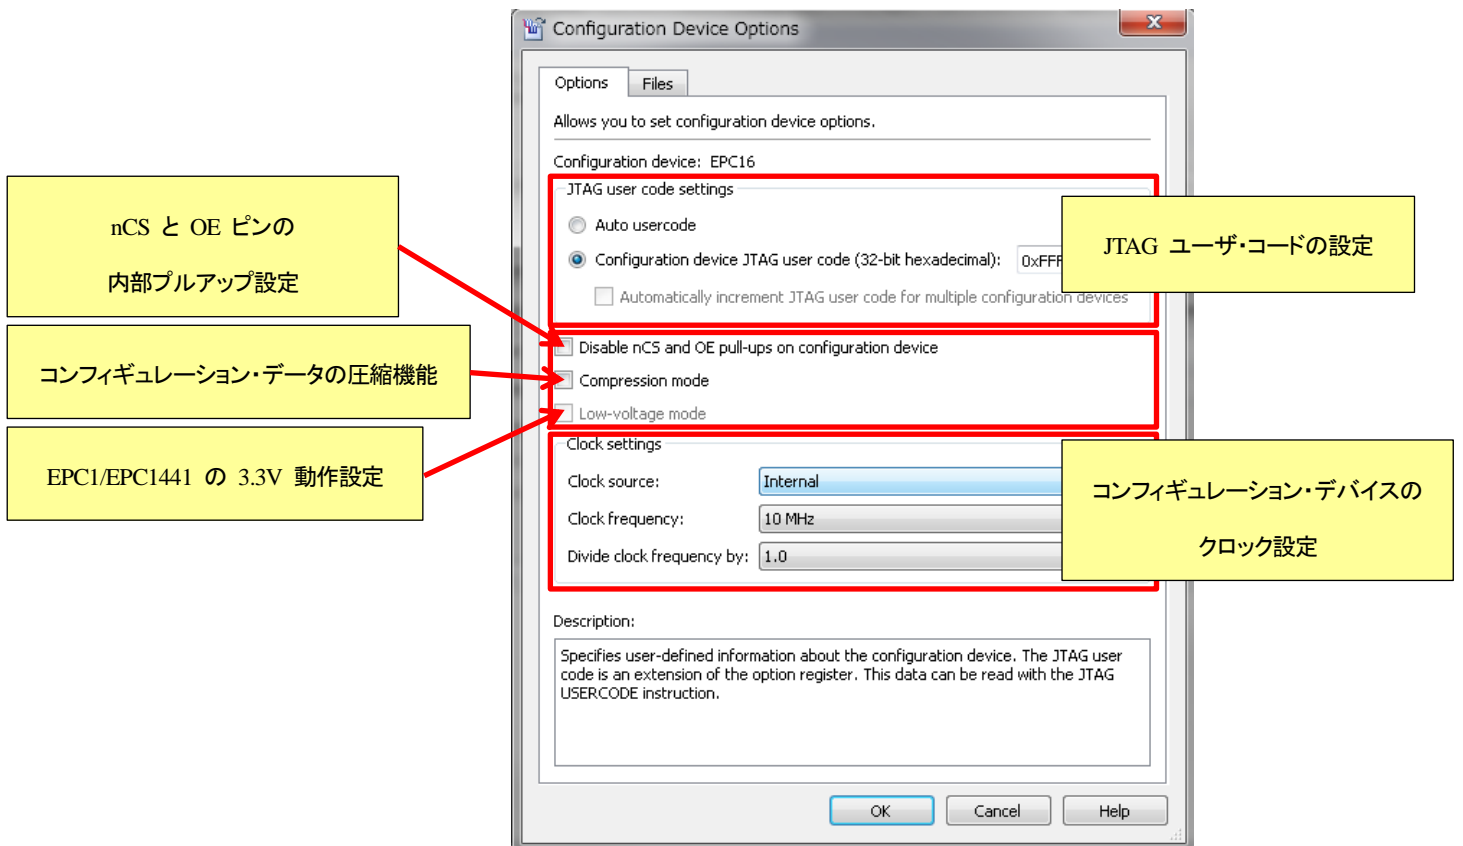 Configuration Device Options
Options
Files
Allows you to set configuration device options.
Configuration device: EPC16
JTAG user code settings
Auto usercode
Configuration device JTAG user code (32-bit hexadecimal):
Automatically increment JTAG user code for multiple configuration devices
JTAG ユーザ・コードの設定
nCS と OE ピンの
内部プルアップ設定
Disable nCS and OE pull-ups on configuration device
コンフィギュレーション・データの圧縮機能
Compression mode
Low-voltage mode
EPC1/EPC1441 の 3.3V 動作設定
Clock settings
Clock source: Internal
Clock frequency: 10 MHz
Divide clock frequency by: 1.0
コンフィギュレーション・デバイスの
クロック設定
Description:
Specifies user-defined information about the configuration device. The JTAG user
code is an extension of the option register. This data can be read with the JTAG
USERCODE instruction.
OK
Cancel
Help